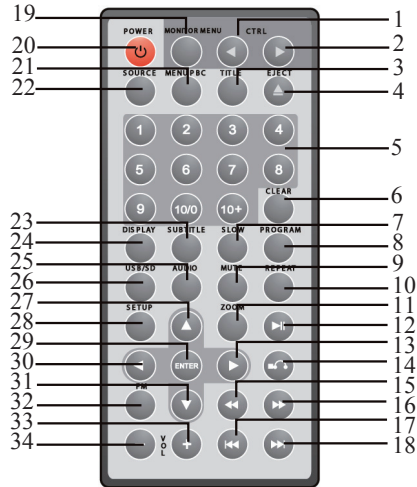 19
POWER MONITOR MENU CTRL
1
20
2
21
3
SOURCE MENU/PBC TITLE EJECT
22
4
1 2 3 4
5
5 6 7 8
CLEAR
6
9 10/0 10+
23
7
DISPLAY SUBTITLE SLOW PROGRAM
24
8
25
9
USB/SD AUDIO MUTE REPEAT
26
10
27
11
SETUP ZOOM
28
12
29
13
ENTER
30
14
31
15
FM
32
16
33
17
VOL
+
34
18